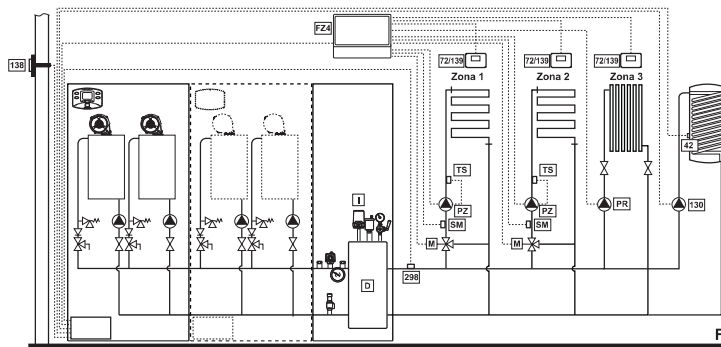 FZ4
138
72/139
72/139
72/139
Zona 1
Zona 2
Zona 3
42
TS
TS
I
PZ
PZ
PR
130
SM
SM
M
M
298
D
F